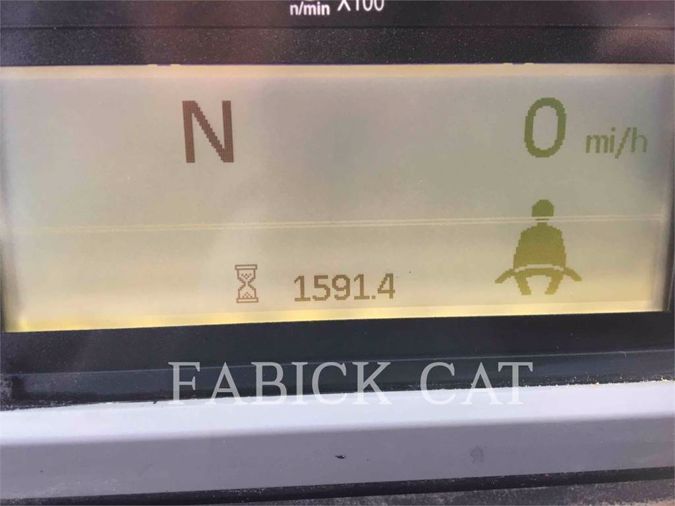 n/min X100
N 0 mi/h
1591.4
FABICK CAT